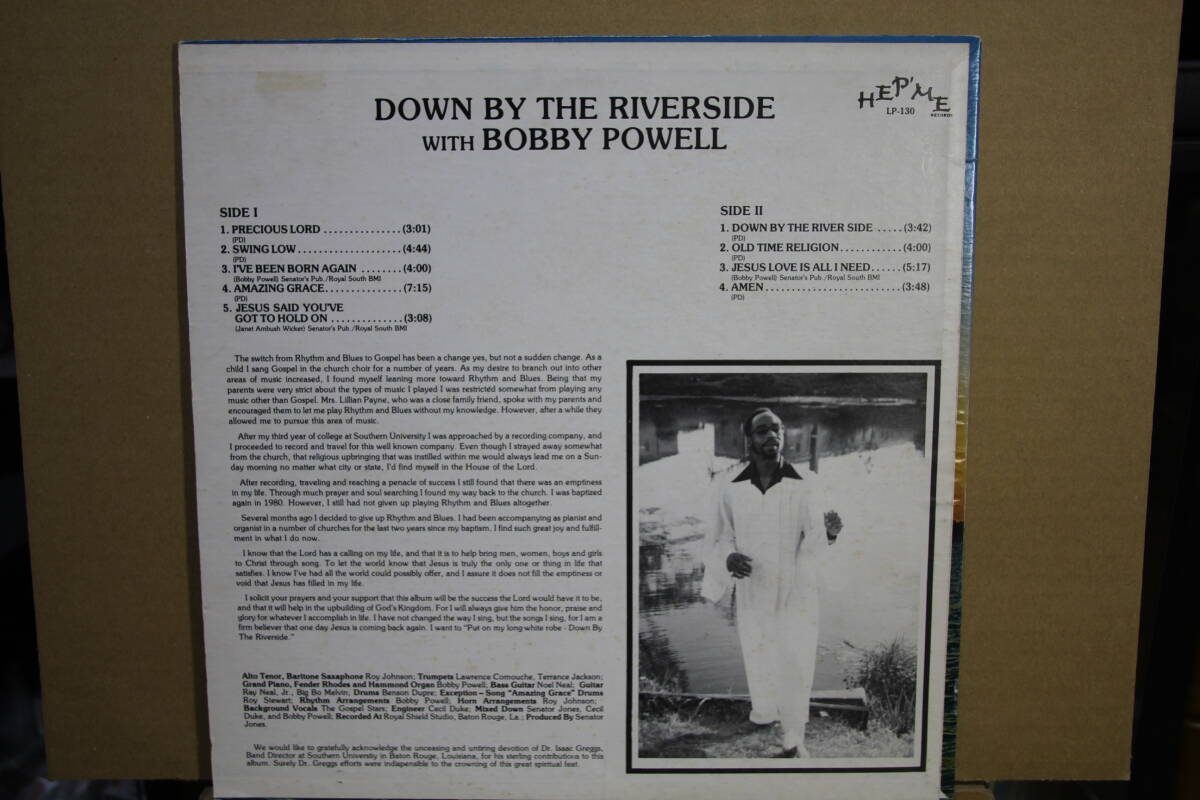 DOWN BY THE RIVERSIDE
WITH BOBBY POWELL
HEP' ME
RECORDS
LP-130
SIDE I
1. PRECIOUS LORD ............... (3:01)
(PD)
2. SWING LOW ................... (4:44)
(PD)
3. I'VE BEEN BORN AGAIN ........ (4:00)
(Bobby Powell) Senator's Pub./Royal South BMI
4. AMAZING GRACE ............... (7:15)
(PD)
5. JESUS SAID YOU'VE
GOT TO HOLD ON .............. (3:08)
(Janet Ambush Wicker) Senator's Pub./Royal South BMI
SIDE II
1. DOWN BY THE RIVER SIDE ..... (3:42)
(PD)
2. OLD TIME RELIGION ............ (4:00)
(PD)
3. JESUS LOVE IS ALL I NEED ...... (5:17)
(Bobby Powell) Senator's Pub./Royal South BMI
4. AMEN .......................... (3:48)
(PD)
The switch from Rhythm and Blues to Gospel has been a change yes, but not a sudden change. As a
child I sang Gospel in the church choir for a number of years. As my desire to branch out into other
areas of music increased, I found myself leaning more toward Rhythm and Blues. Being that my
parents were very strict about the types of music I played I was restricted somewhat from playing any
music other than Gospel. Mrs. Lillian Payne, who was a close family friend, spoke with my parents and
encouraged them to let me play Rhythm and Blues without my knowledge. However, after a while they
allowed me to pursue this area of music.
After my third year of college at Southern University I was approached by a recording company, and
I proceeded to record and travel for this well known company. Even though I strayed away somewhat
from the church, that religious upbringing that was instilled within me would always lead me on a Sun-
day morning no matter what city or state, I'd find myself in the House of the Lord.
After recording, traveling and reaching a penacle of success I still found that there was an emptiness
in my life. Through much prayer and soul searching I found my way back to the church. I was baptized
again in 1980. However, I still had not given up playing Rhythm and Blues altogether.
Several months ago I decided to give up Rhythm and Blues. I had been accompanying as pianist and
organist in a number of churches for the last two years since my baptism. I find such great joy and fulfill-
ment in what I do now.
I know that the Lord has a calling on my life, and that it is to help bring men, women, boys and girls
to Christ through song. To let the world know that Jesus is truly the only one or thing in life that
satisfies. I know I've had all the world could possibly offer, and I assure it does not fill the emptiness or
void that Jesus has filled in my life.
I solicit your prayers and your support that this album will be the success the Lord would have it to be,
and that it will help in the upbuilding of God's Kingdom. For I will always give him the honor, praise and
glory for whatever I accomplish in life. I have not changed the way I sing, but the songs I sing, for I am a
firm believer that one day Jesus is coming back again. I want to "Put on my long white robe - Down By
The Riverside."
Alto Tenor, Baritone Saxaphone Roy Johnson; Trumpets Lawrence Comouche, Terrance Jackson;
Grand Piano, Fender Rhodes and Hammond Organ Bobby Powell; Bass Guitar Noel Neal; Guitar
Ray Neal, Jr., Big Bo Melvin; Drums Benson Dupre; Exception - Song "Amazing Grace" Drums
Roy Stewart; Rhythm Arrangements Bobby Powell; Horn Arrangements Roy Johnson;
Background Vocals The Gospel Stars; Engineer Cecil Duke; Mixed Down Senator Jones, Cecil
Duke, and Bobby Powell; Recorded At Royal Shield Studio, Baton Rouge, La.; Produced By Senator
Jones.
We would like to gratefully acknowledge the unceasing and untiring devotion of Dr. Isaac Greggs,
Band Director at Southern University in Baton Rouge, Louisiana, for his sterling contributions to this
album. Surely Dr. Greggs efforts were indispensible to the crowning of this great spiritual feat.